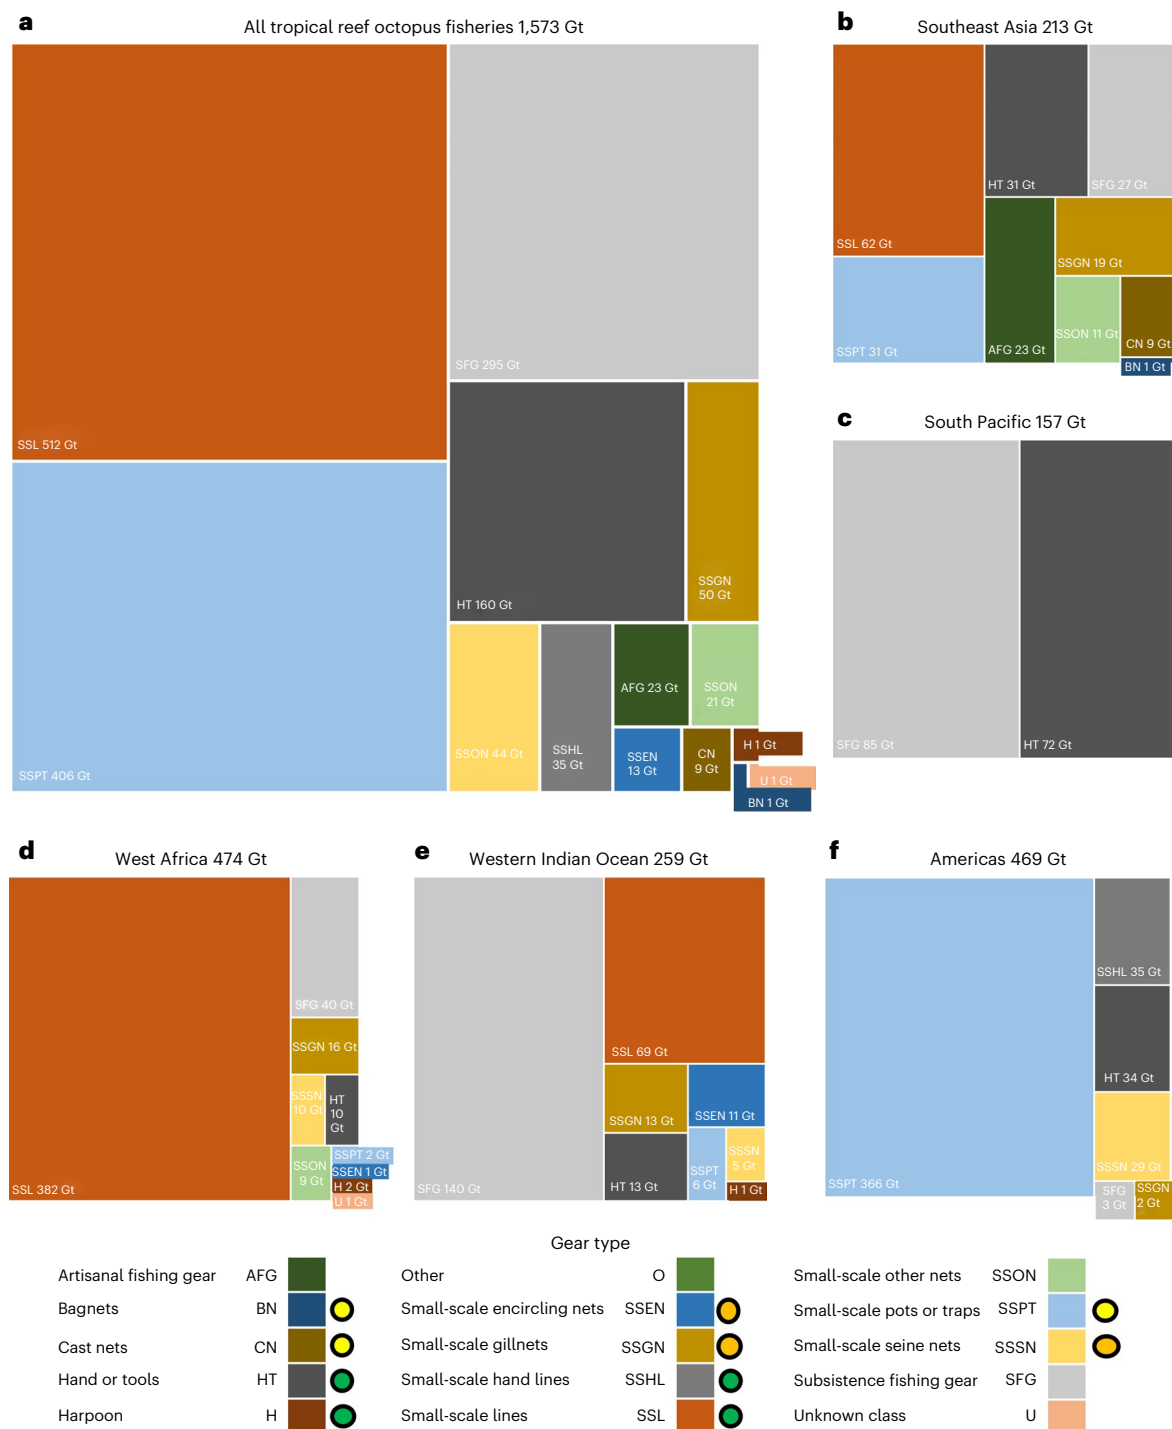 a
All tropical reef octopus fisheries 1,573 Gt
SSL 512 Gt
SFG 295 Gt
HT 160 Gt
SSGN
50 Gt
SSPT 406 Gt
SSON 44 Gt
SSHL
35 Gt
AFG 23 Gt
SSON
21 Gt
SSEN
13 Gt
CN
9 Gt
H 1 Gt
U 1 Gt
BN 1 Gt
b
Southeast Asia 213 Gt
SSL 62 Gt
HT 31 Gt
SFG 27 Gt
SSGN 19 Gt
SSPT 31 Gt
AFG 23 Gt
SSON 11 Gt
CN 9 Gt
BN 1 Gt
c
South Pacific 157 Gt
SFG 85 Gt
HT 72 Gt
d
West Africa 474 Gt
SSL 382 Gt
SFG 40 Gt
SSGN 16 Gt
SSSN
10 Gt
HT
10
Gt
SSON
9 Gt
SSPT 2 Gt
SSEN 1 Gt
H 2 Gt
U 1 Gt
e
Western Indian Ocean 259 Gt
SFG 140 Gt
SSL 69 Gt
SSGN 13 Gt
SSEN 11 Gt
HT 13 Gt
SSPT
6 Gt
SSSN
5 Gt
H 1 Gt
f
Americas 469 Gt
SSPT 366 Gt
SSHL 35 Gt
HT 34 Gt
SSSN 29 Gt
SFG
3 Gt
SSGN
2 Gt
Gear type
Artisanal fishing gear AFG
Bagnets BN
Cast nets CN
Hand or tools HT
Harpoon H
Other O
Small-scale encircling nets SSEN
Small-scale gillnets SSGN
Small-scale hand lines SSHL
Small-scale lines SSL
Small-scale other nets SSON
Small-scale pots or traps SSPT
Small-scale seine nets SSSN
Subsistence fishing gear SFG
Unknown class U